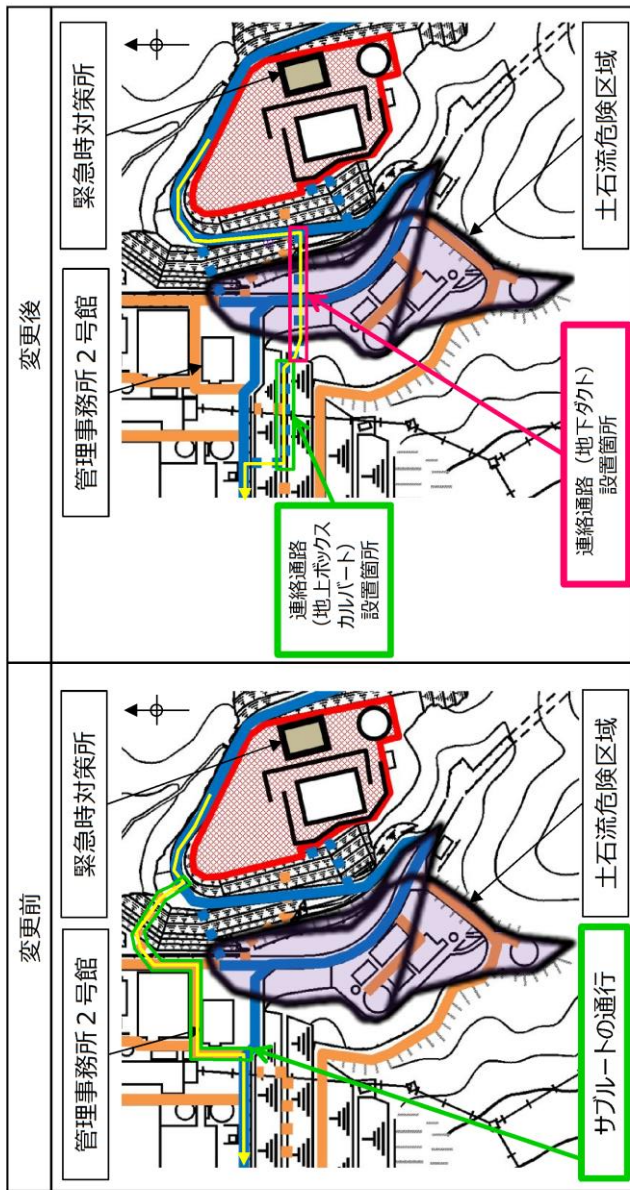 変更前
緊急時対策所
管理事務所2号館
土石流危険区域
サブルートの通行
変更後
緊急時対策所
管理事務所2号館
土石流危険区域
連絡通路
(地上ボックス
カルバート)
設置箇所
連絡通路(地下ダクト)
設置箇所